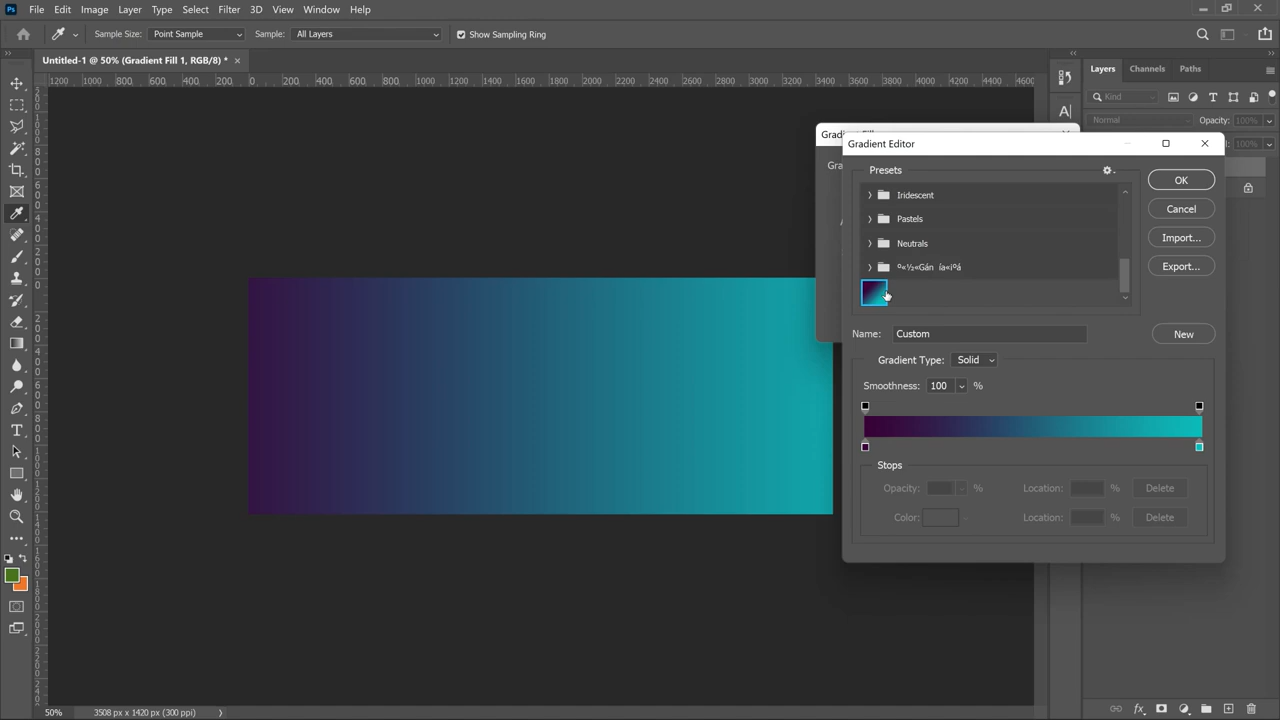 Ps File Edit Image Layer Type Select Filter 3D View Window Help
Sample Size: Point Sample Sample: All Layers Show Sampling Ring
Untitled-1 @ 50% (Gradient Fill 1, RGB/8) * ×
1200 1000 800 600 400 200 0 200 400 600 800 1000 1200 1400 1600 1800 2000 2200 2400 2600 2800 3000 3200 3400 3600 3800 4000 4200 4400 4600
Layers Channels Paths
Kind
Normal Opacity: 100%
100%
Gradient Editor
Presets
Iridescent
Pastels
Neutrals
OK
Cancel
Import...
Export...
Name: Custom
New
Gradient Type: Solid
Smoothness: 100 %
Stops
Opacity: % Location: % Delete
Color: Location: % Delete
50% 3508 px x 1420 px (300 ppi)